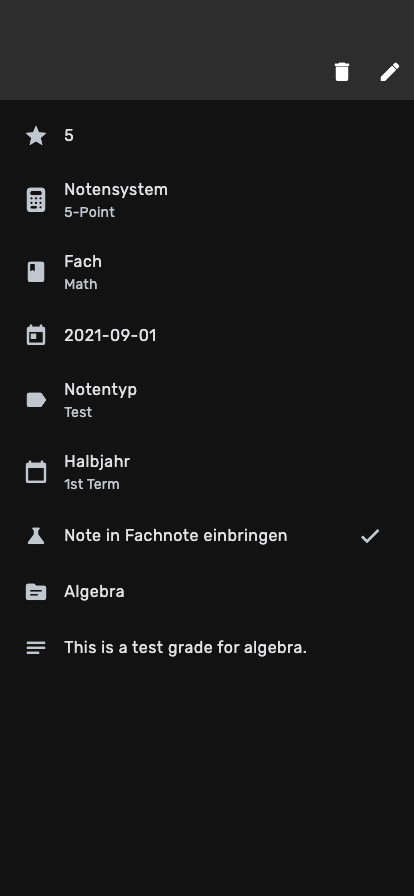 5
Notensystem
5-Point
Fach
Math
2021-09-01
Notentyp
Test
Halbjahr
1st Term
Note in Fachnote einbringen
Algebra
This is a test grade for algebra.